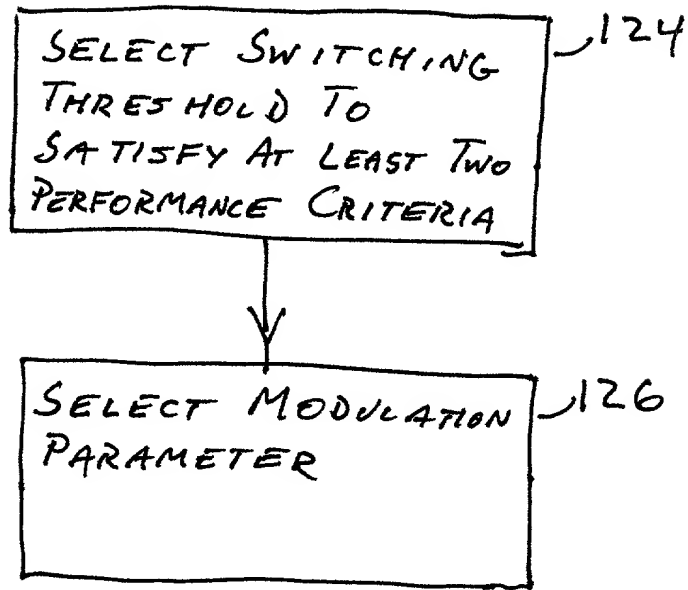 SELECT SWITCHING
THRESHOLD TO
SATISFY AT LEAST TWO
PERFORMANCE CRITERIA
124
SELECT MODULATION
PARAMETER
126